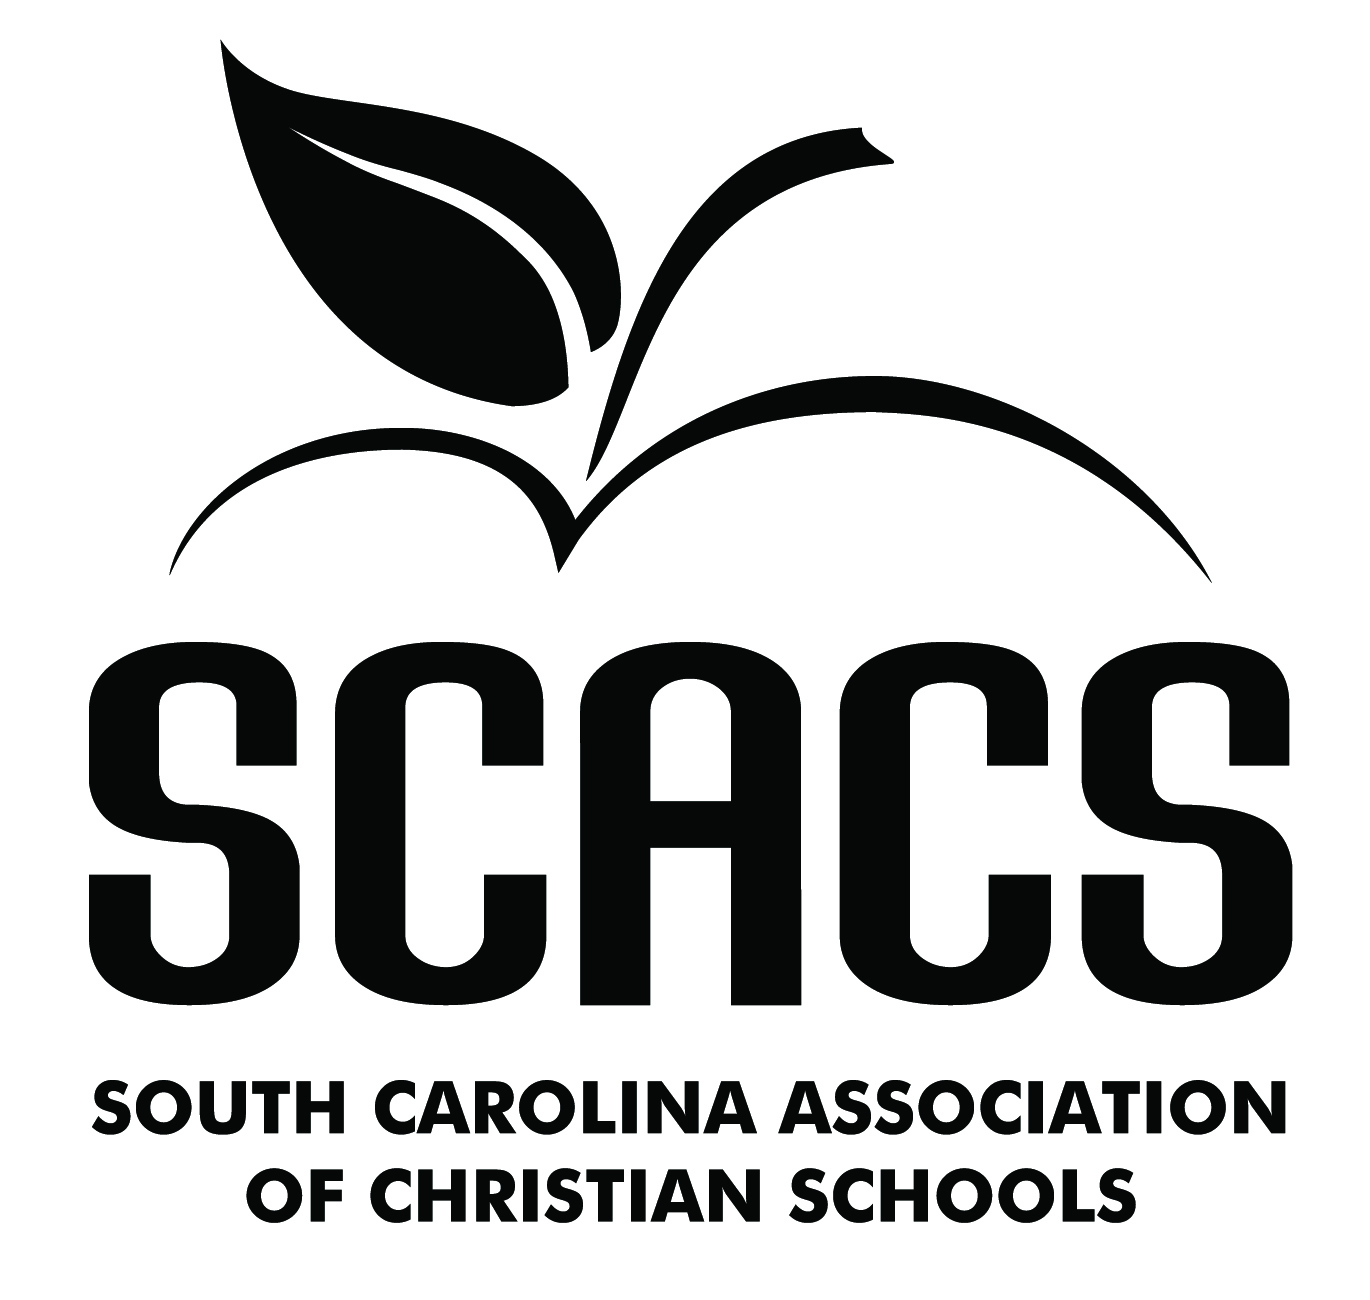 SCACS
SOUTH CAROLINA ASSOCIATION
OF CHRISTIAN SCHOOLS